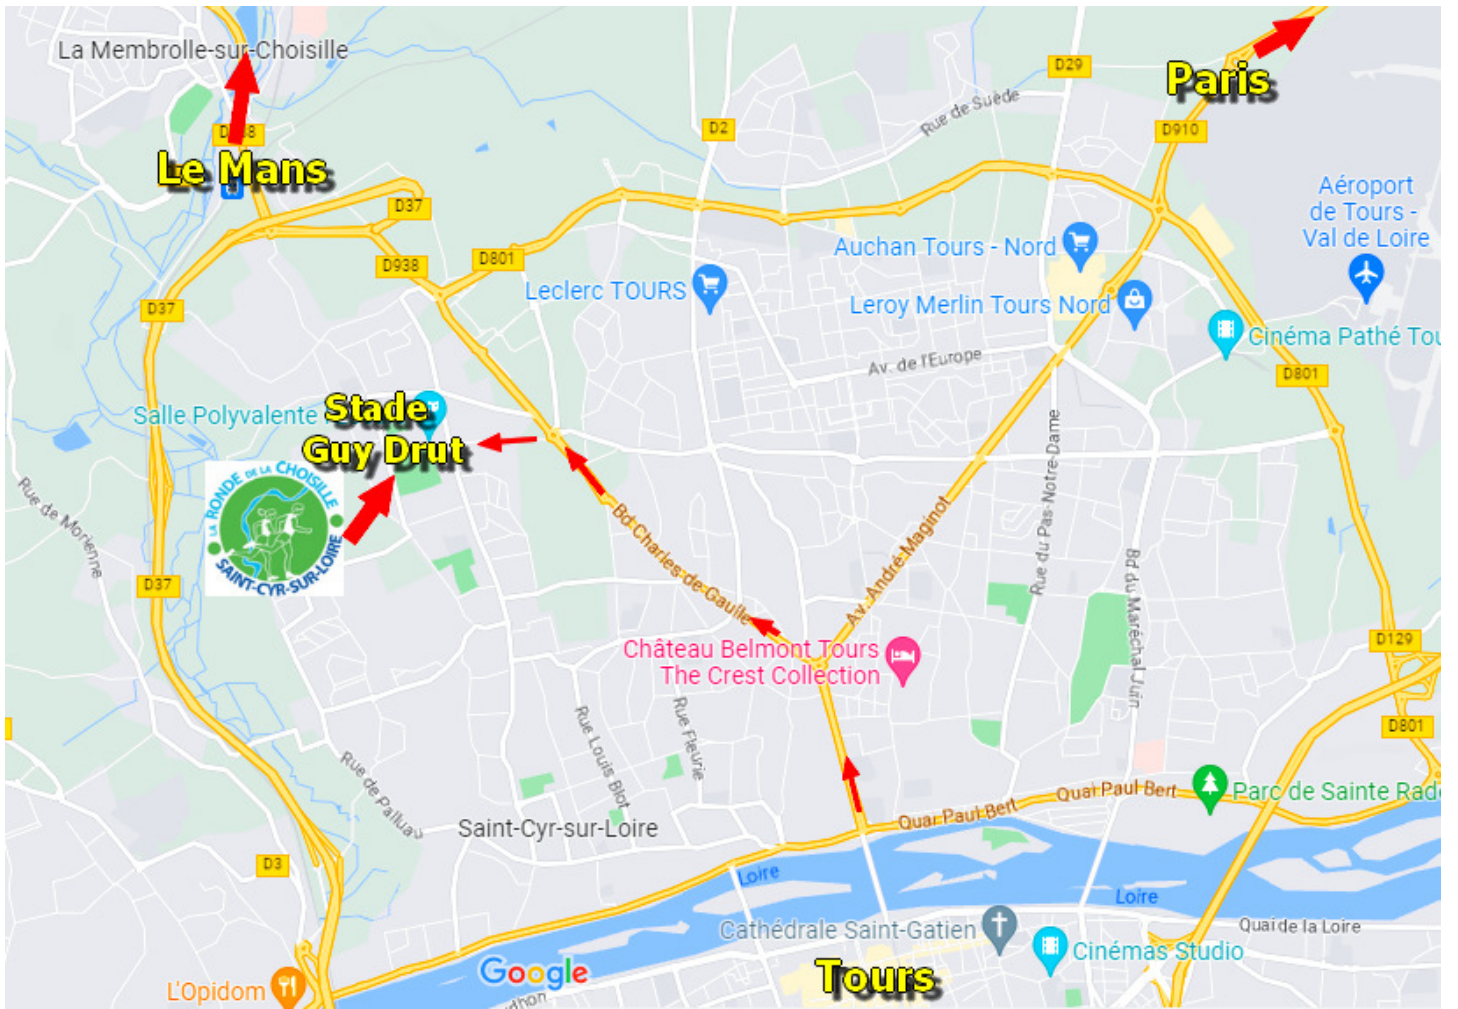 La Membrolle-sur-Choisille
D29
Paris
Rue de Suède
D2
D910
Le Mans
Aéroport
de Tours -
Val de Loire
D37
Auchan Tours - Nord
D801
D938
Leclerc TOURS
Leroy Merlin Tours Nord
D37
Cinéma Pathé Tou
Av. de l'Europe
D801
Salle Polyvalente
Stade
Guy Drut
LA RONDE DE LA CHOISILLE
SAINT-CYR-SUR-LOIRE
Rue de Morienne
Bd Charles de Gaulle
Av. André Maginot
Rue du Pas-Notre-Dame
Bd du Maréchal Juin
D37
D129
Château Belmont Tours
The Crest Collection
Rue Fleurie
Rue Louis Blot
D801
Rue de Pallu
Quai Paul Bert
Quai Paul Bert
Parc de Sainte Rade
Saint-Cyr-sur-Loire
D3
Loire
Loire
Cathédrale Saint-Gatien
Quai de la Loire
Cinémas Studio
Google
Tours
L'Opidom